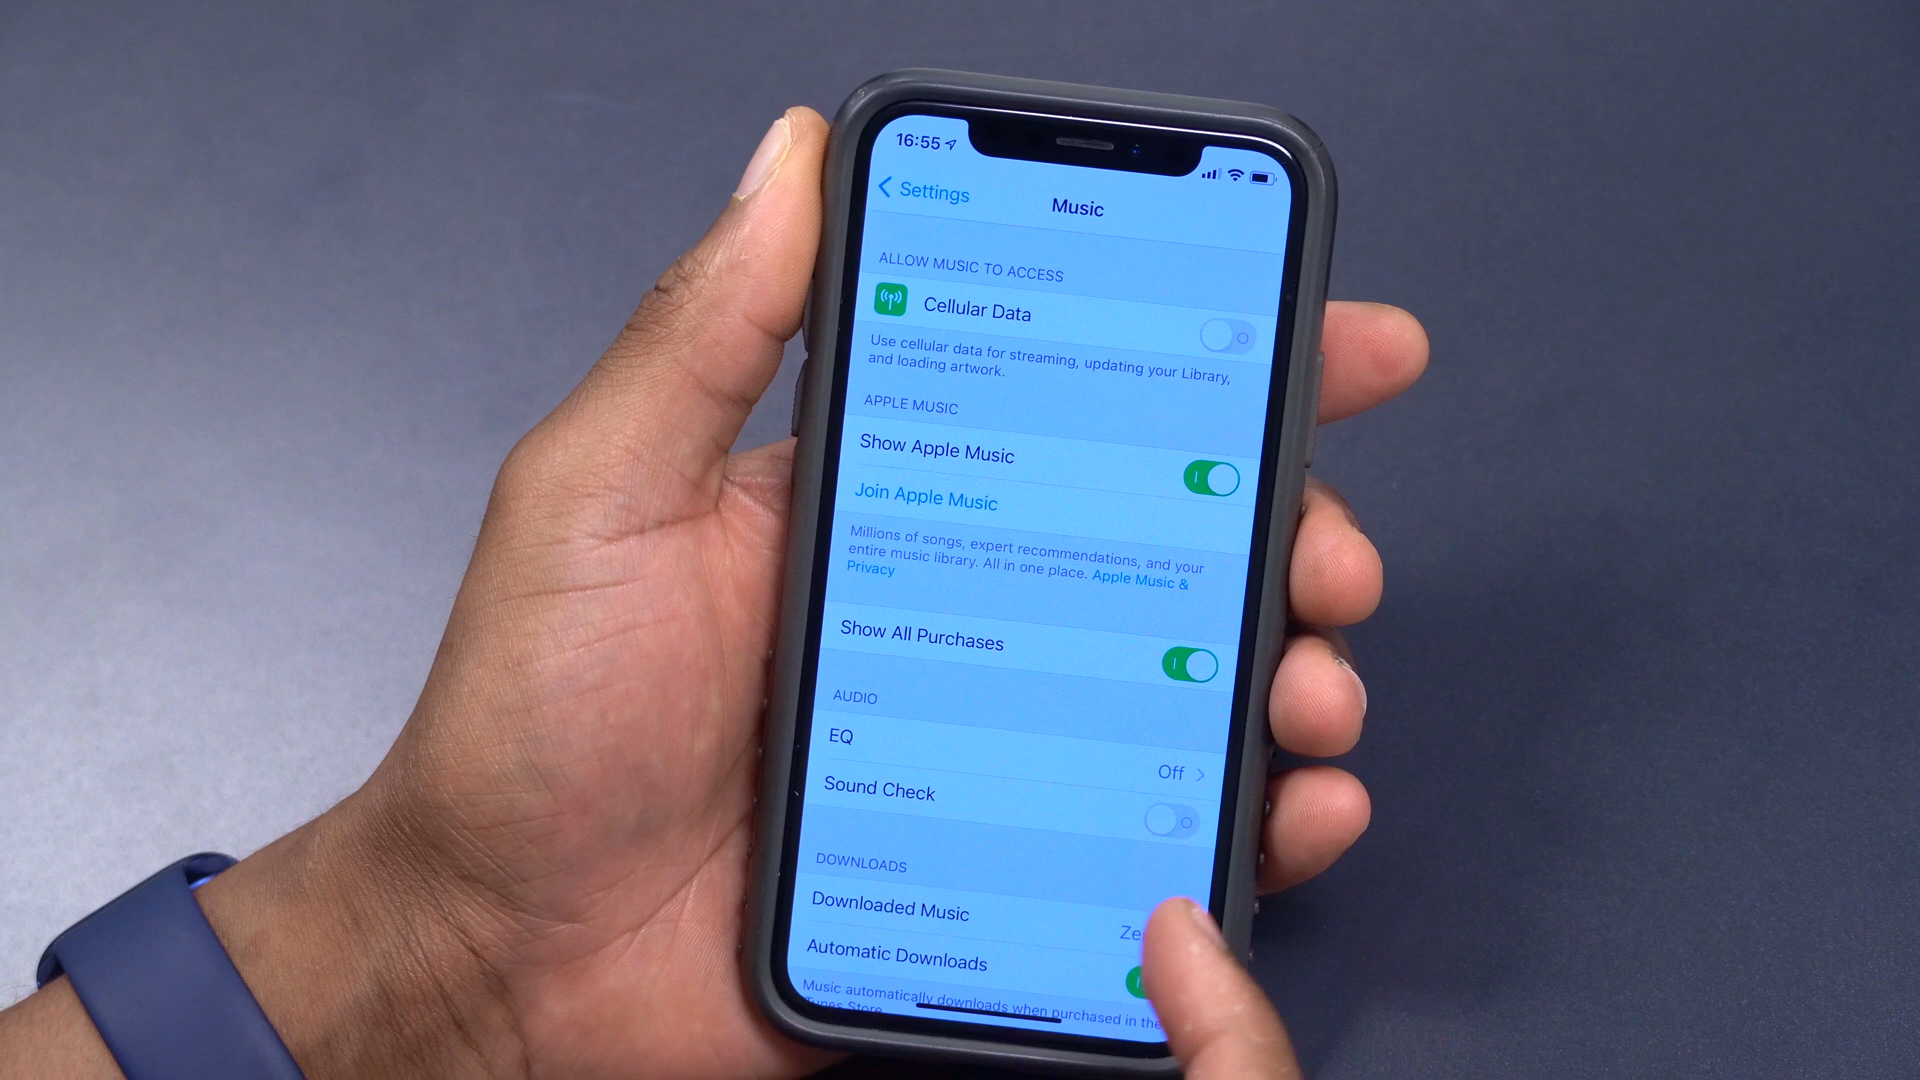 16:55
Settings
Music
ALLOW MUSIC TO ACCESS
Cellular Data
Use cellular data for streaming, updating your Library,
and loading artwork.
APPLE MUSIC
Show Apple Music
Join Apple Music
Millions of songs, expert recommendations, and your
entire music library. All in one place. Apple Music &
Privacy
Show All Purchases
AUDIO
EQ
Off
Sound Check
DOWNLOADS
Downloaded Music
Automatic Downloads
Music automatically downloads when purchased in the
Store